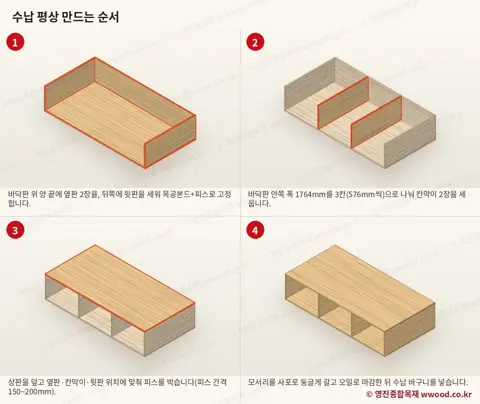 수납 평상 만드는 순서
1
2
바닥판 위 양 끝에 옆판 2장을, 뒤쪽에 뒷판을 세워 목공본드+피스로 고정
합니다.
바닥판 안쪽 폭 1764mm를 3칸(576mm씩)으로 나눠 칸막이 2장을 세
웁니다.
3
4
상판을 덮고 옆판·칸막이·뒷판 위치에 맞춰 피스를 박습니다(피스 간격
150~200mm).
모서리를 사포로 둥글게 갈고 오일로 마감한 뒤 수납 바구니를 넣습니다.
© 영진종합목재 wwood.co.kr